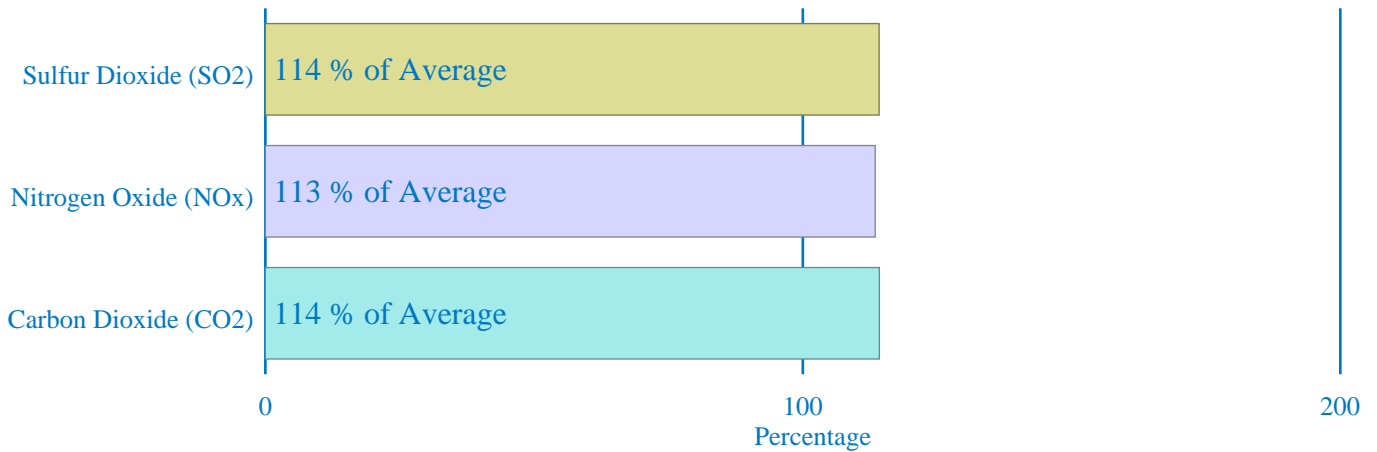 Sulfur Dioxide (SO2) 114 % of Average
Nitrogen Oxide (NOx) 113 % of Average
Carbon Dioxide (CO2) 114 % of Average
0 100 200
Percentage